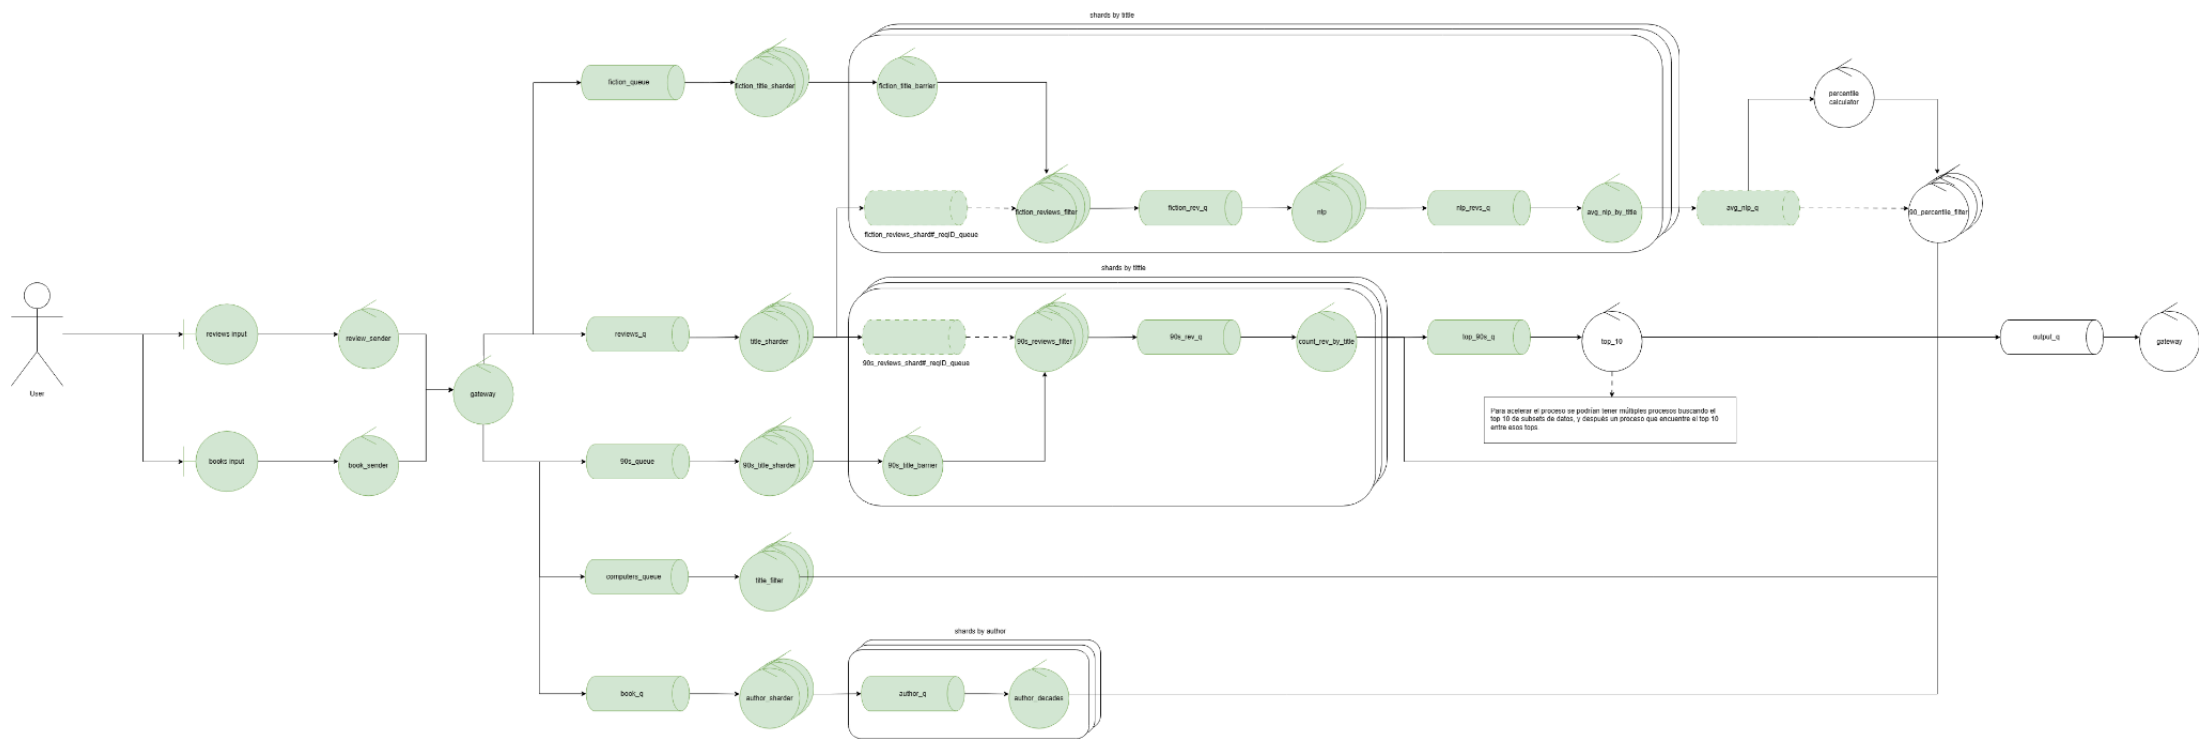 shards by tittle
fiction_queue
fiction_title_sharder
fiction_title_barrier
percentile
calculator
fiction_reviews_shard#_reqID_queue
fiction_reviews_filter
fiction_rev_q
nlp
nlp_revs_q
avg_nlp_by_title
avg_nlp_q
90_percentile_filter
shards by tittle
User
reviews input
review_sender
books input
book_sender
gateway
reviews_q
title_sharder
90s_reviews_shard#_reqID_queue
90s_reviews_filter
90s_rev_q
count_rev_by_title
top_90s_q
top_10
output_q
gateway
Para acelerar el proceso se podrían tener múltiples procesos buscando el
top 10 de subsets de datos, y después un proceso que encuentre el top 10
entre esos tops
90s_queue
90s_title_sharder
90s_title_barrier
computers_queue
title_filter
shards by author
book_q
author_sharder
author_q
author_decades